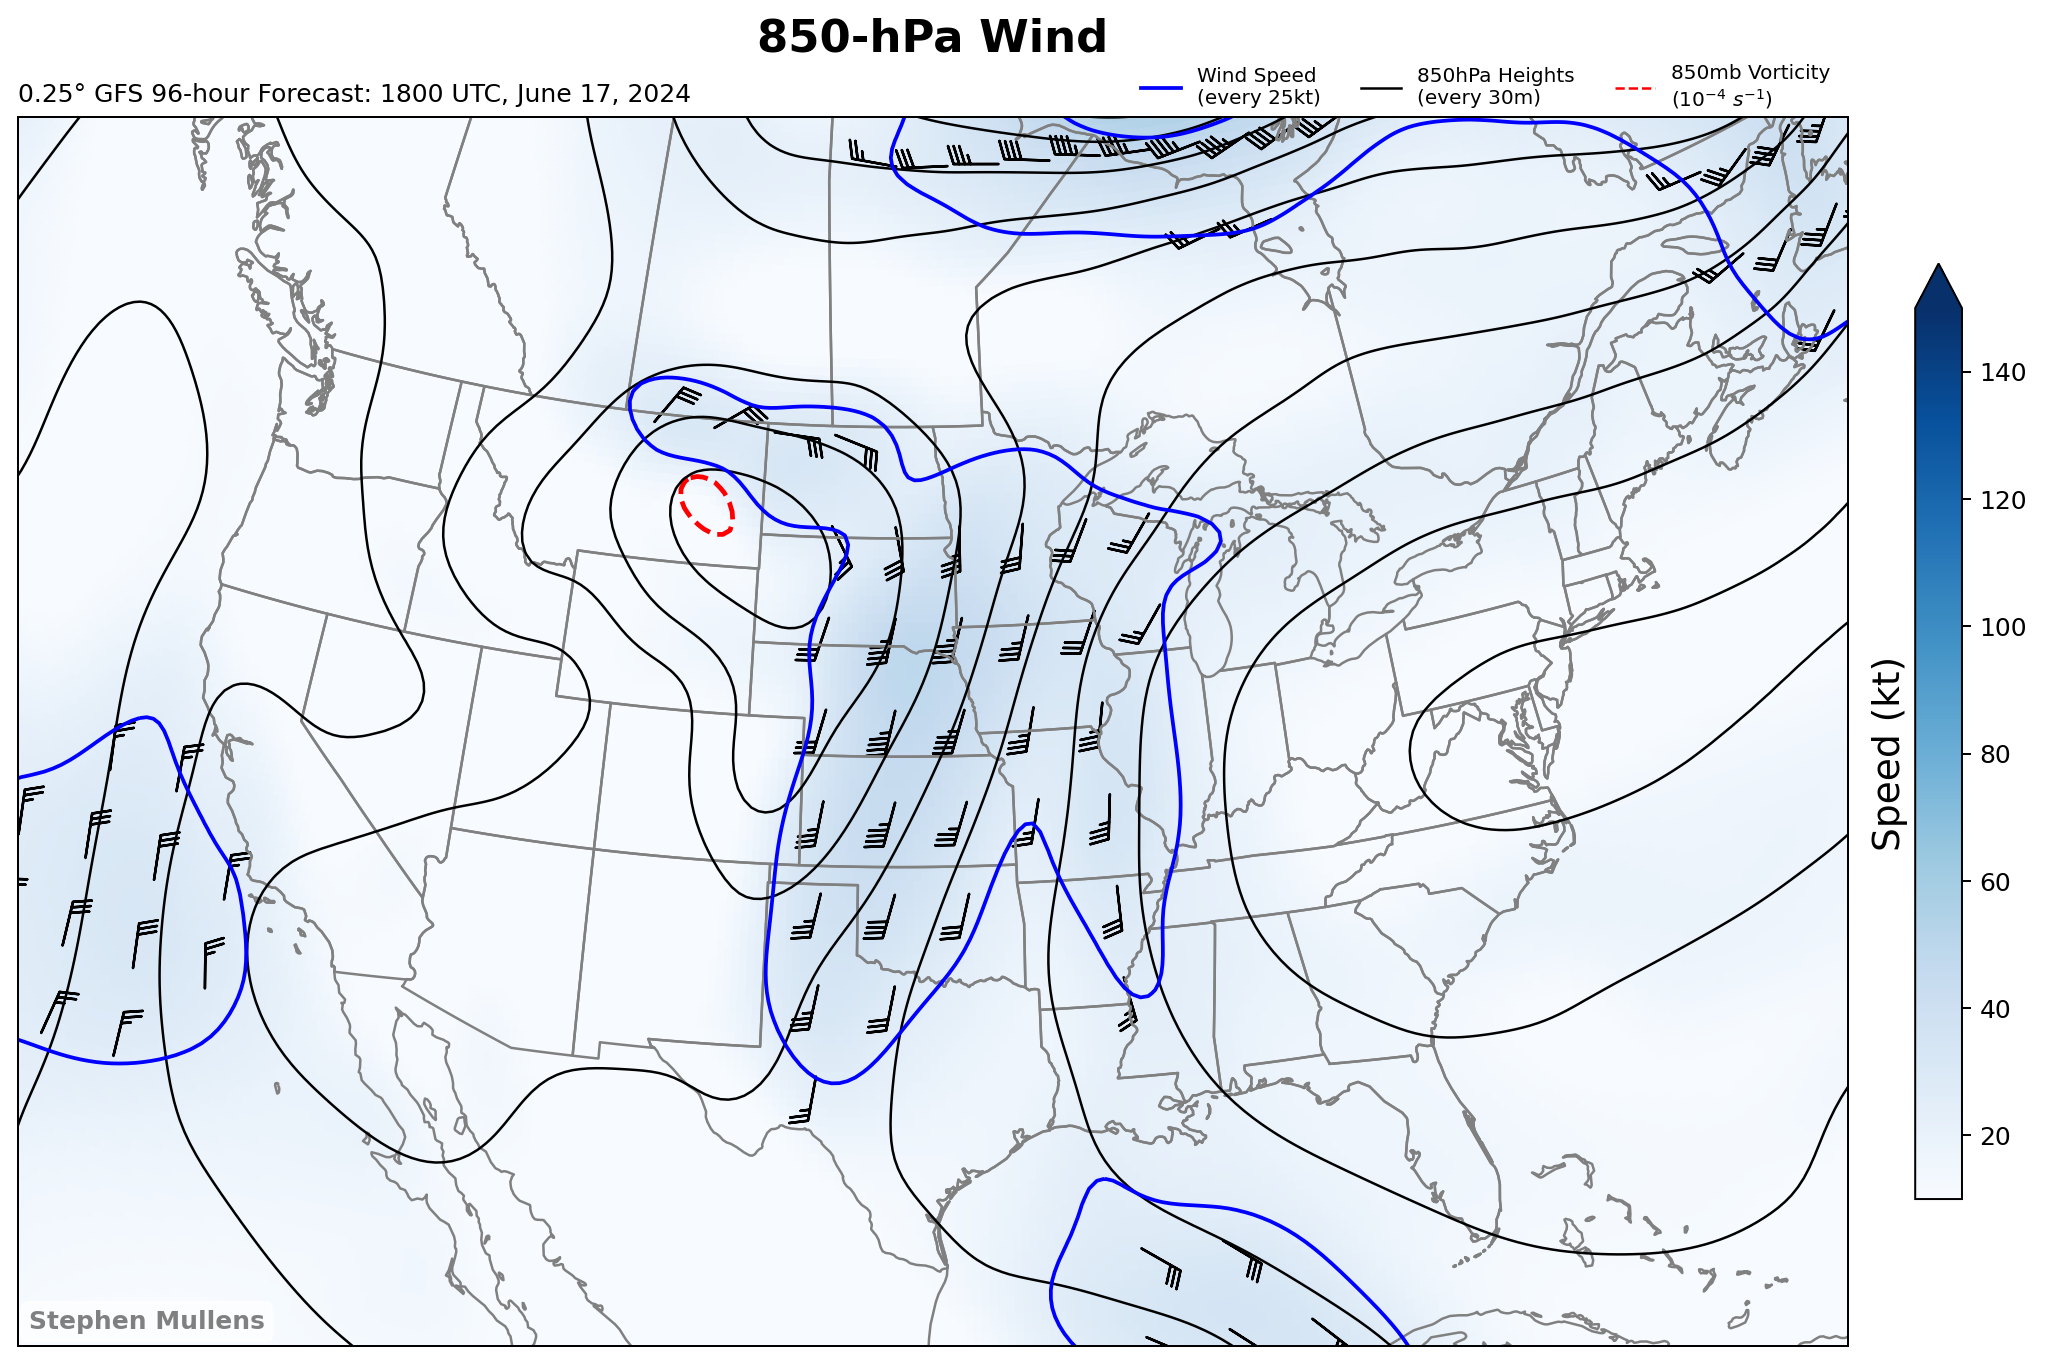 850-hPa Wind
0.25° GFS 96-hour Forecast: 1800 UTC, June 17, 2024
Wind Speed
(every 25kt)
850hPa Heights
(every 30m)
850mb Vorticity
(10⁻⁴ s⁻¹)
140
120
100
80
60
40
20
Speed (kt)
Stephen Mullens